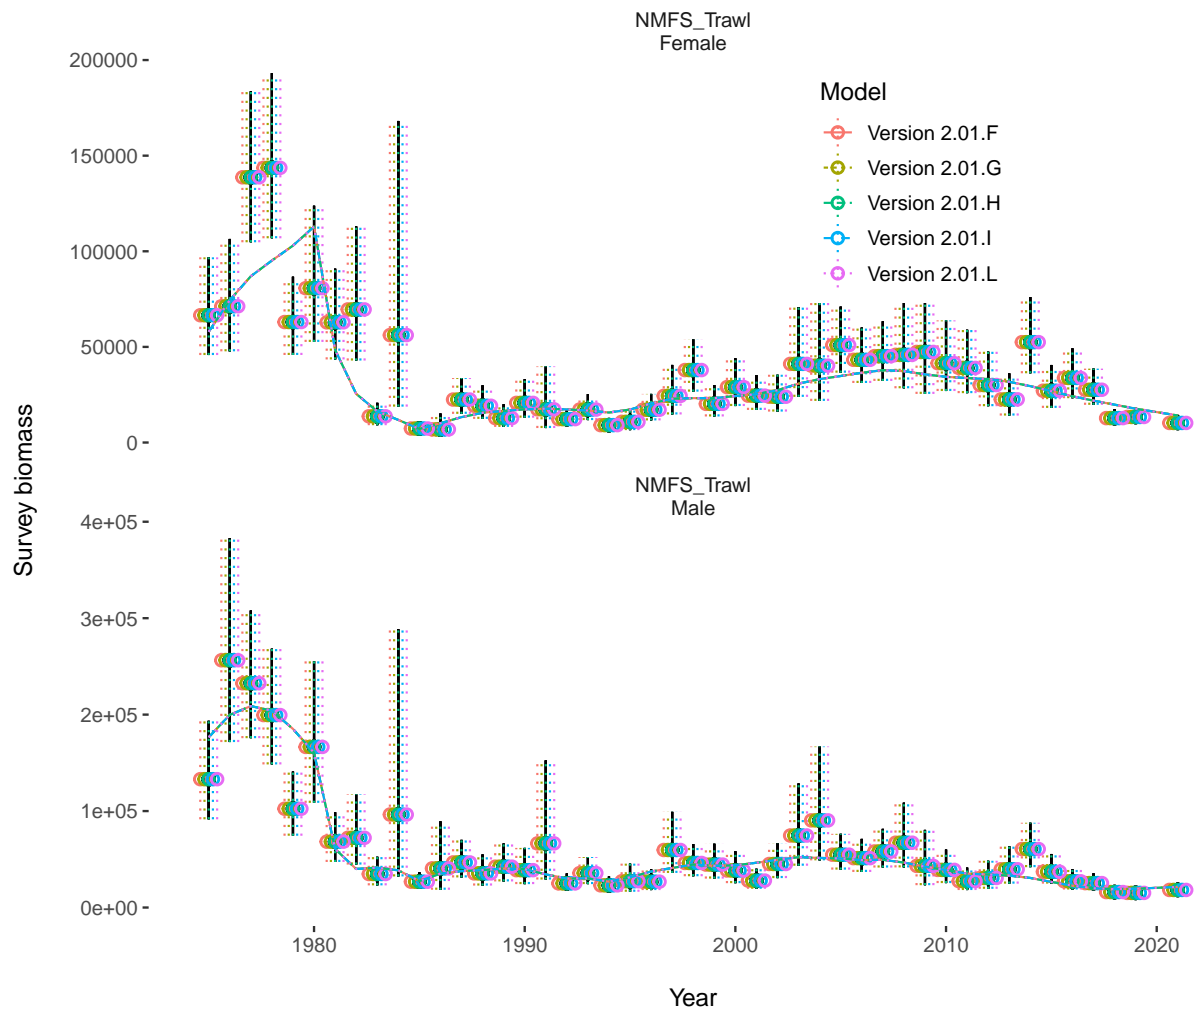 NMFS_Trawl
Female
200000
150000
100000
50000
0
Model
Version 2.01.F
Version 2.01.G
Version 2.01.H
Version 2.01.I
Version 2.01.L
Survey biomass
NMFS_Trawl
Male
4e+05
3e+05
2e+05
1e+05
0e+00
1980 1990 2000 2010 2020
Year